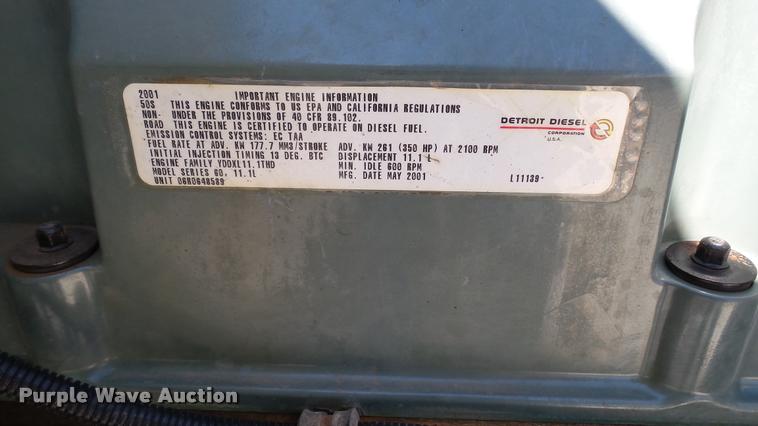 2001 IMPORTANT ENGINE INFORMATION
50S THIS ENGINE CONFORMS TO US EPA AND CALIFORNIA REGULATIONS
NON- UNDER THE PROVISIONS OF 40 CFR 89.102.
ROAD THIS ENGINE IS CERTIFIED TO OPERATE ON DIESEL FUEL.
EMISSION CONTROL SYSTEMS: EC TAA
FUEL RATE AT ADV. KW 177.7 MM3/STROKE ADV. KW 261 (350 HP) AT 2100 RPM
INITIAL INJECTION TIMING 13 DEG. BTC DISPLACEMENT 11.1 L
ENGINE FAMILY YDDXL11.1THD MIN. IDLE 600 RPM
MODEL SERIES 60, 11.1L MFG. DATE MAY 2001 L11139-
UNIT 06R0648589
DETROIT DIESEL
CORPORATION
U.S.A.
Purple Wave Auction